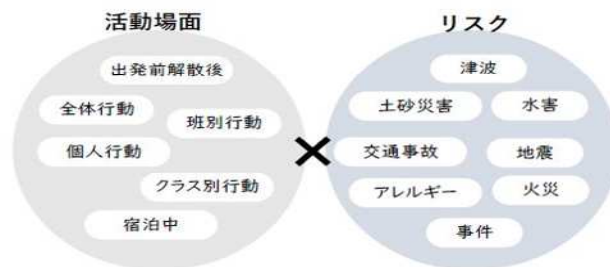 活動場面
出発前解散後
全体行動
班別行動
個人行動
クラス別行動
宿泊中
×
リスク
津波
土砂災害
水害
交通事故
地震
アレルギー
火災
事件